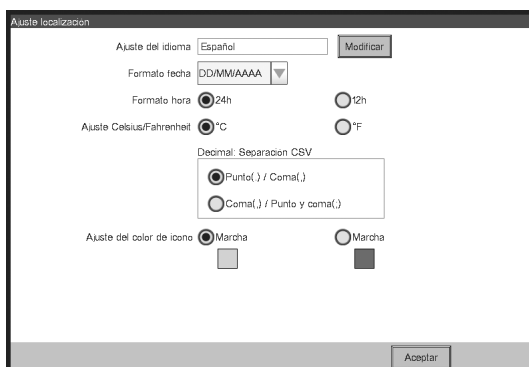 Ajuste localización
Ajuste del idioma Español Modificar
Formato fecha DD/MM/AAAA
Formato hora 24h 12h
Ajuste Celsius/Fahrenheit °C °F
Decimal: Separacion CSV
Punto(.) / Coma(,)
Coma(,) / Punto y coma(;)
Ajuste del color de icono Marcha Marcha
Aceptar